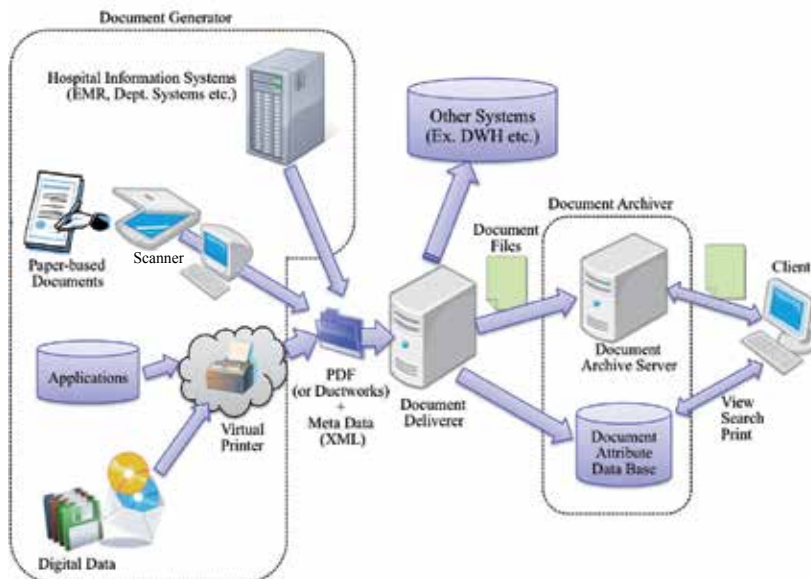 Document Generator
Hospital Information Systems
(EMR, Dept. Systems etc.)
Other Systems
(Ex. DWH etc.)
Paper-based
Documents
Scanner
Document
Files
Document Archiver
Client
Applications
Virtual
Printer
PDF
(or Ductworks)
+
Meta Data
(XML)
Document
Deliverer
Document
Archive Server
View
Search
Print
Document
Attribute
Data Base
Digital Data